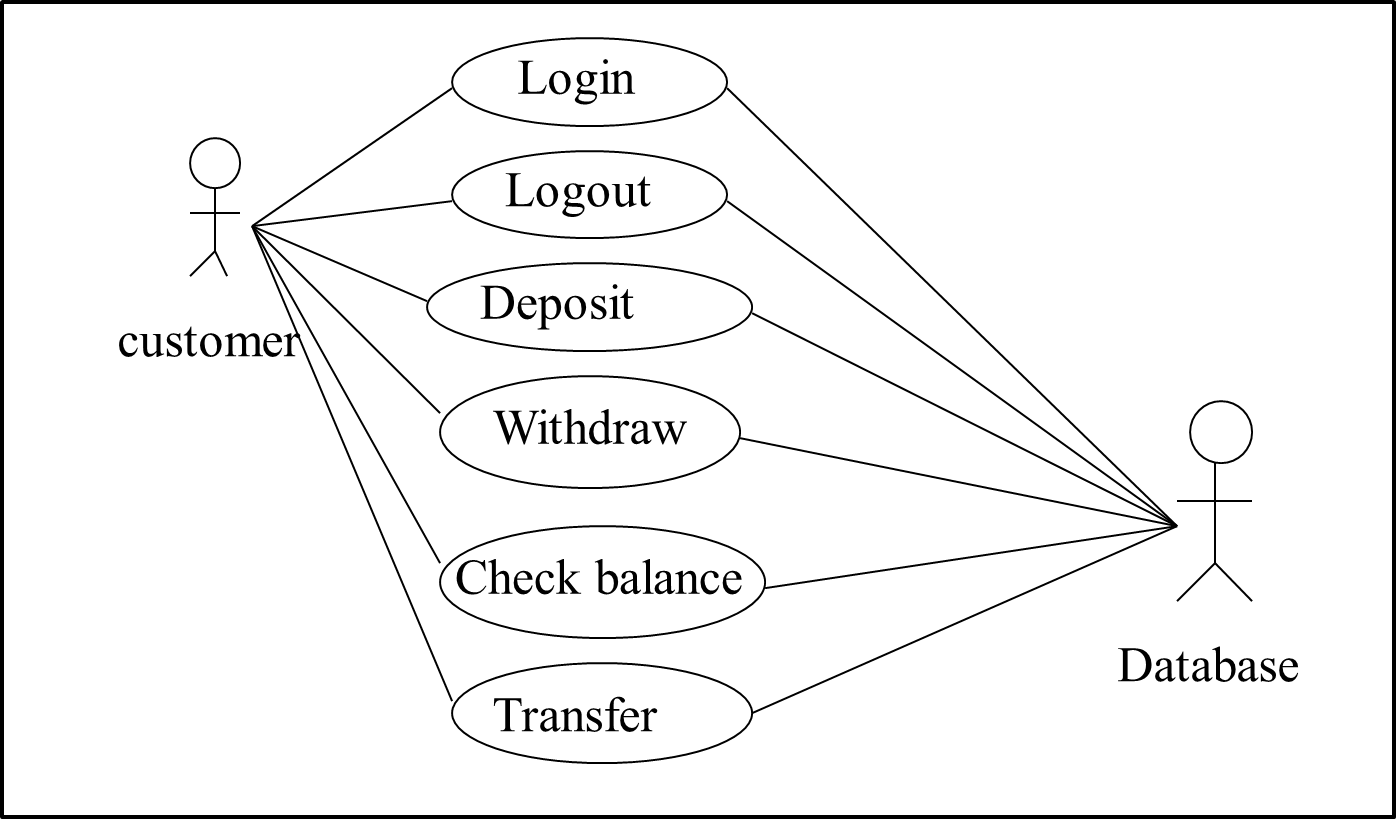 Login
Logout
Deposit
customer
Withdraw
Check balance
Database
Transfer